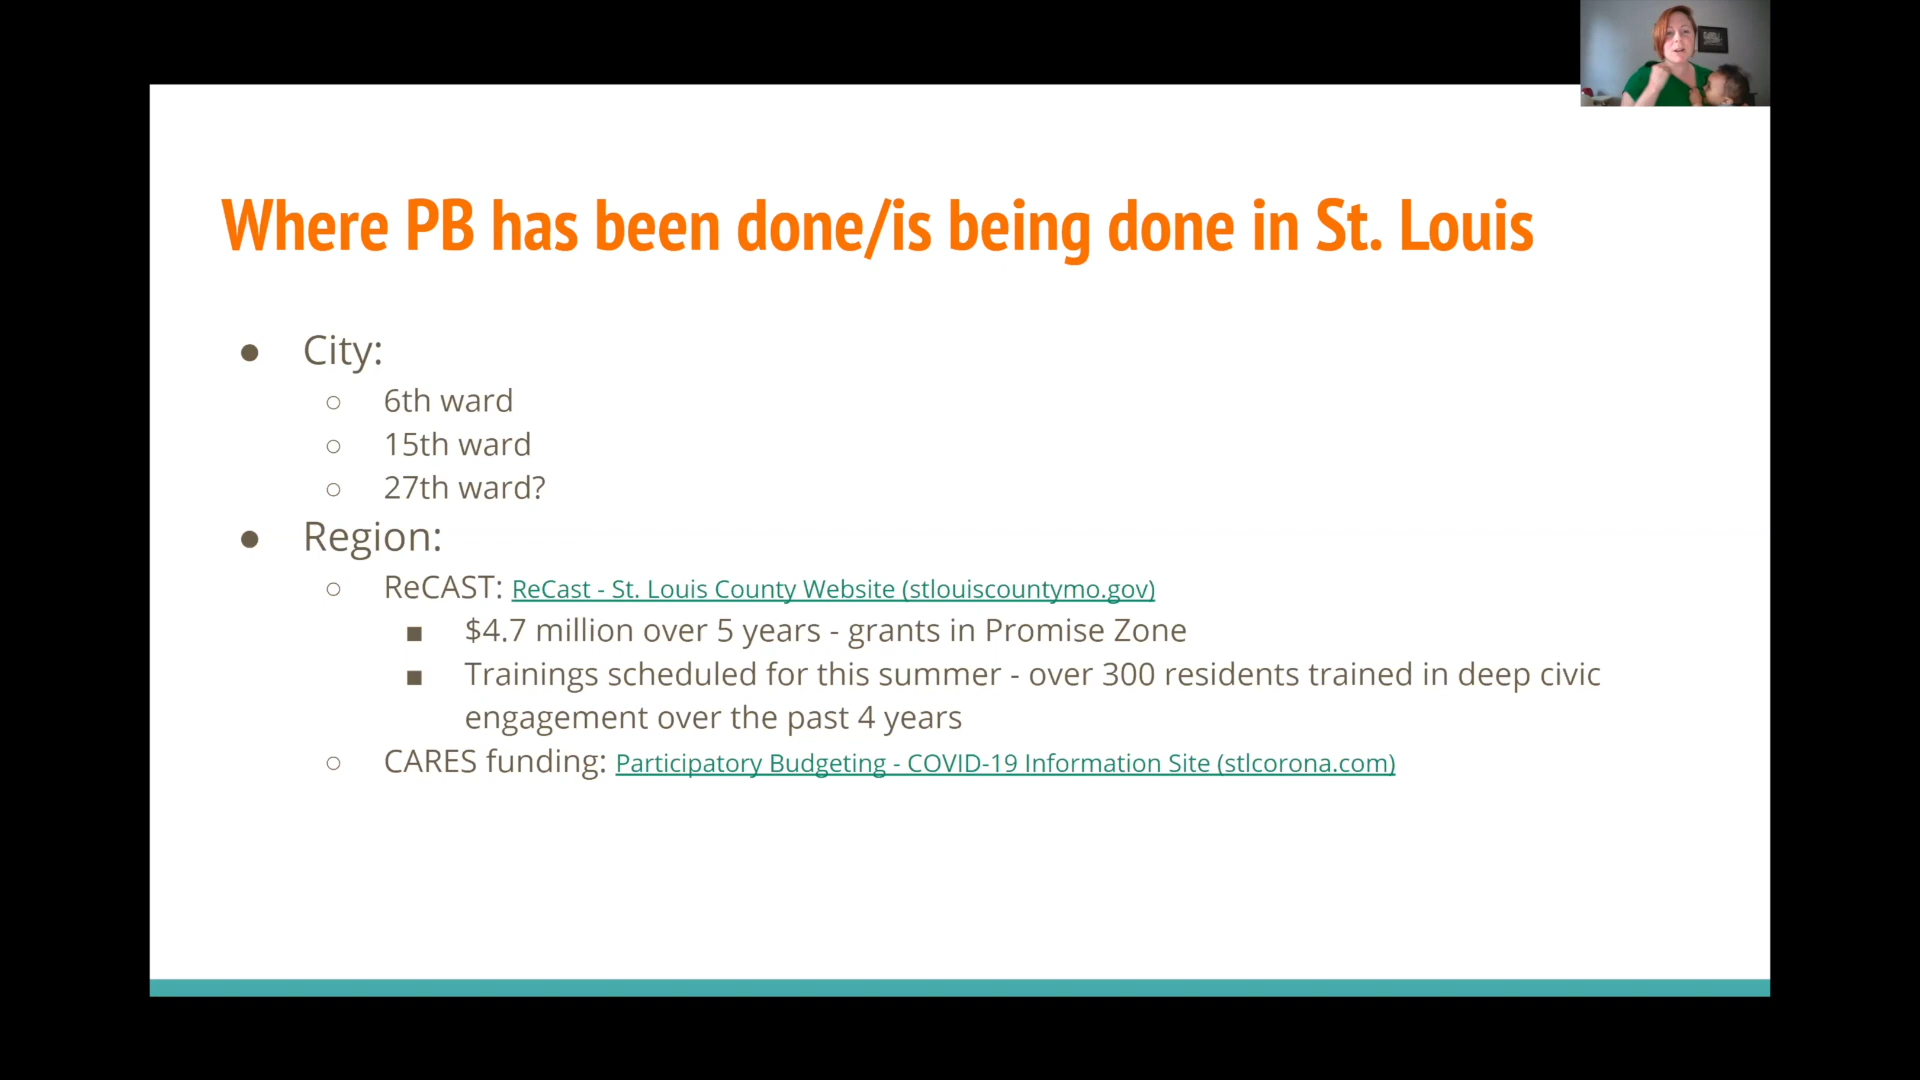 Where PB has been done/is being done in St. Louis
● City:
○ 6th ward
○ 15th ward
○ 27th ward?
● Region:
○ ReCAST: ReCast - St. Louis County Website (stlouiscountymo.gov)
■ $4.7 million over 5 years - grants in Promise Zone
■ Trainings scheduled for this summer - over 300 residents trained in deep civic
engagement over the past 4 years
○ CARES funding: Participatory Budgeting - COVID-19 Information Site (stlcorona.com)